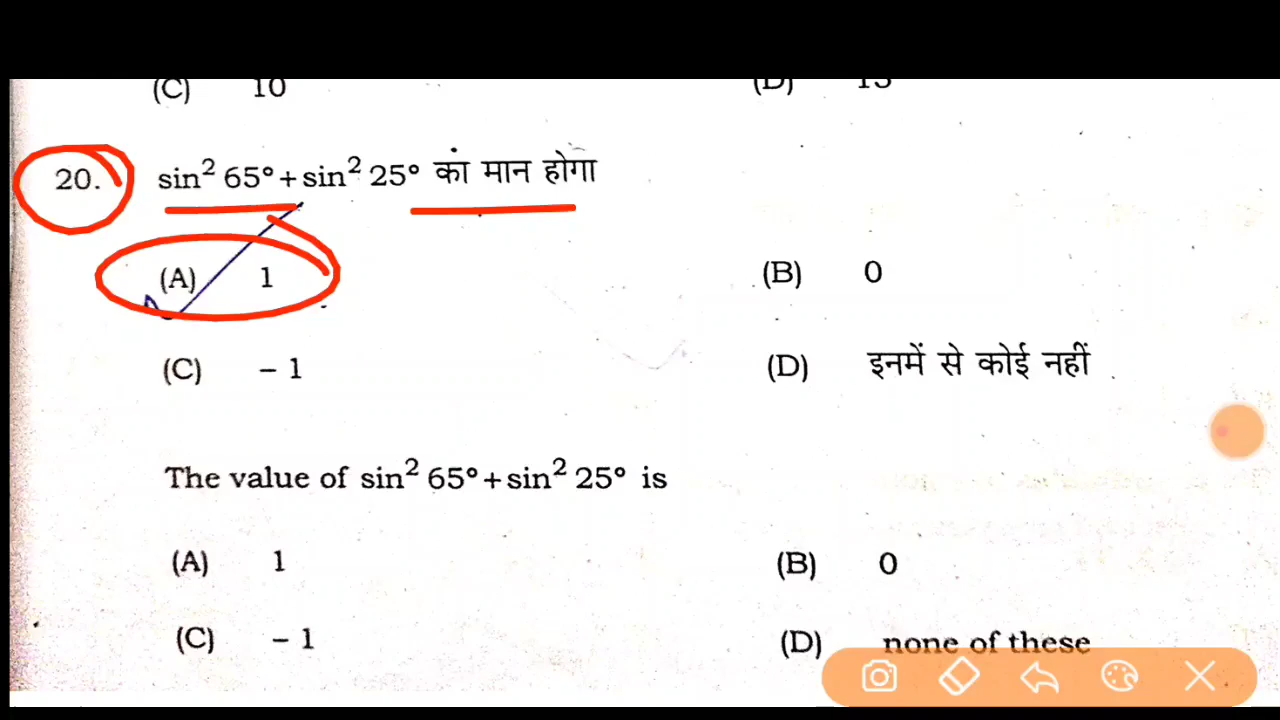 (C) 10 (D) 15
20. sin² 65° + sin² 25° का मान होगा
(A) 1 (B) 0
(C) – 1 (D) इनमें से कोई नहीं
The value of sin² 65° + sin² 25° is
(A) 1 (B) 0
(C) – 1 (D) none of these